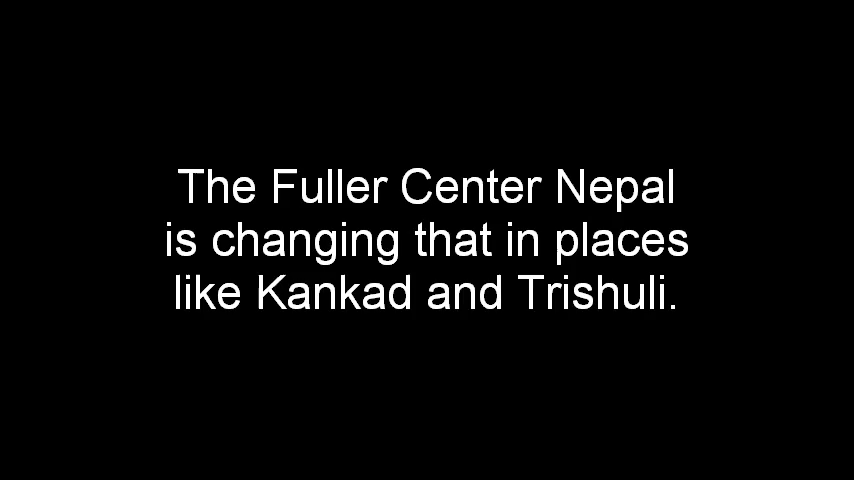 The Fuller Center Nepal
is changing that in places
like Kankad and Trishuli.